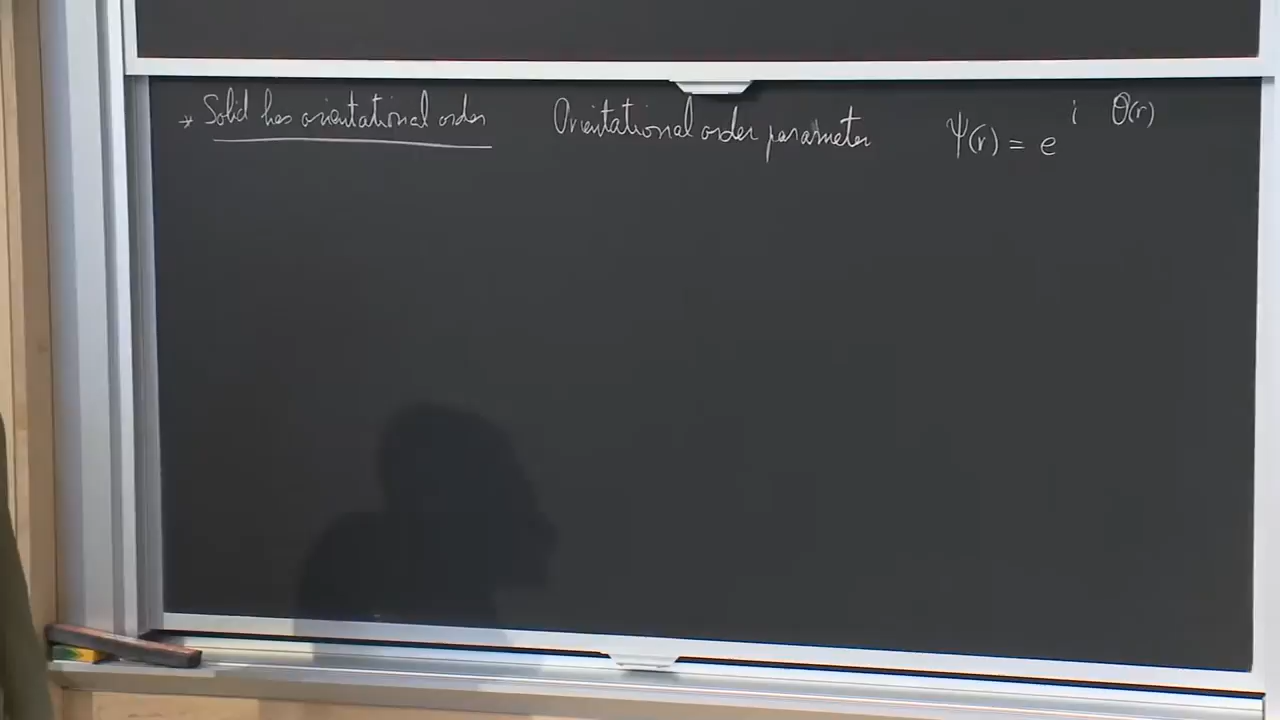 * Solid has orientational order Orientational order parameter Ψ(r) = e^{i θ(r)}